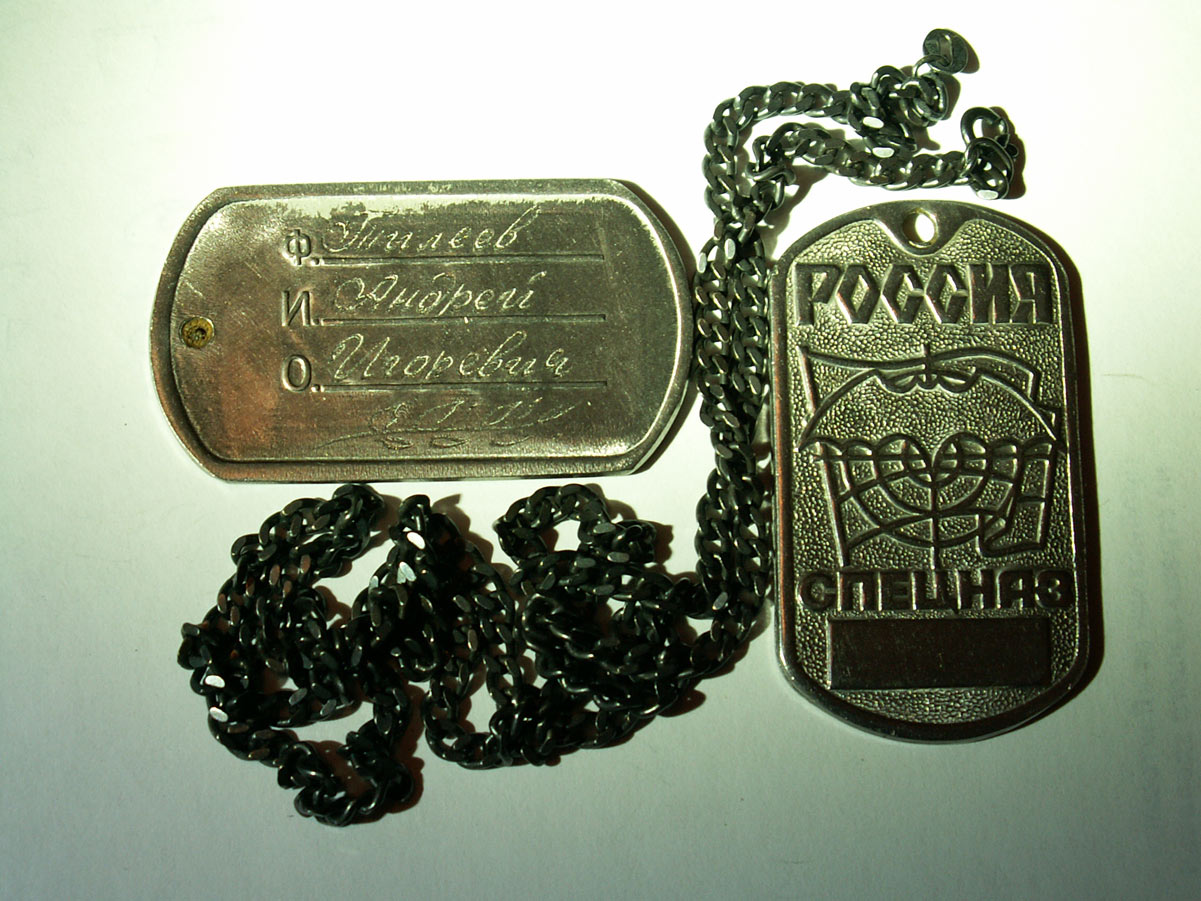 Ф. Тилеев
И. Андрей
О. Игоревич
РОССИЯ
СПЕЦНАЗ